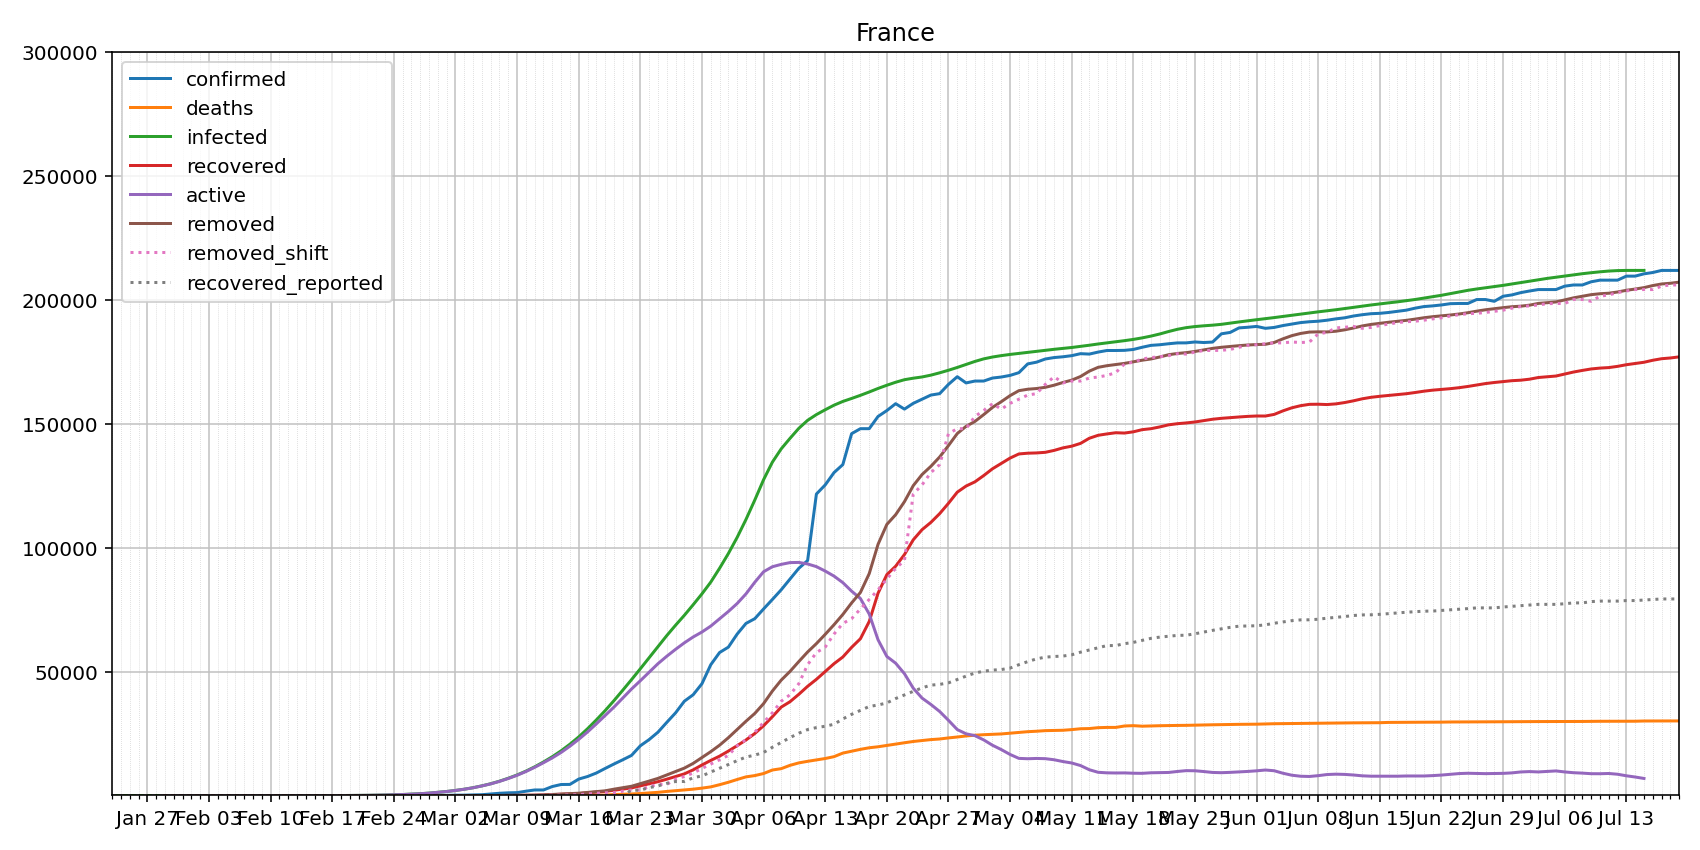 France
300000
250000
200000
150000
100000
50000
confirmed
deaths
infected
recovered
active
removed
removed_shift
recovered_reported
Jan 27 Feb 03 Feb 10 Feb 17 Feb 24 Mar 02 Mar 09 Mar 16 Mar 23 Mar 30 Apr 06 Apr 13 Apr 20 Apr 27 May 04 May 11 May 18 May 25 Jun 01 Jun 08 Jun 15 Jun 22 Jun 29 Jul 06 Jul 13